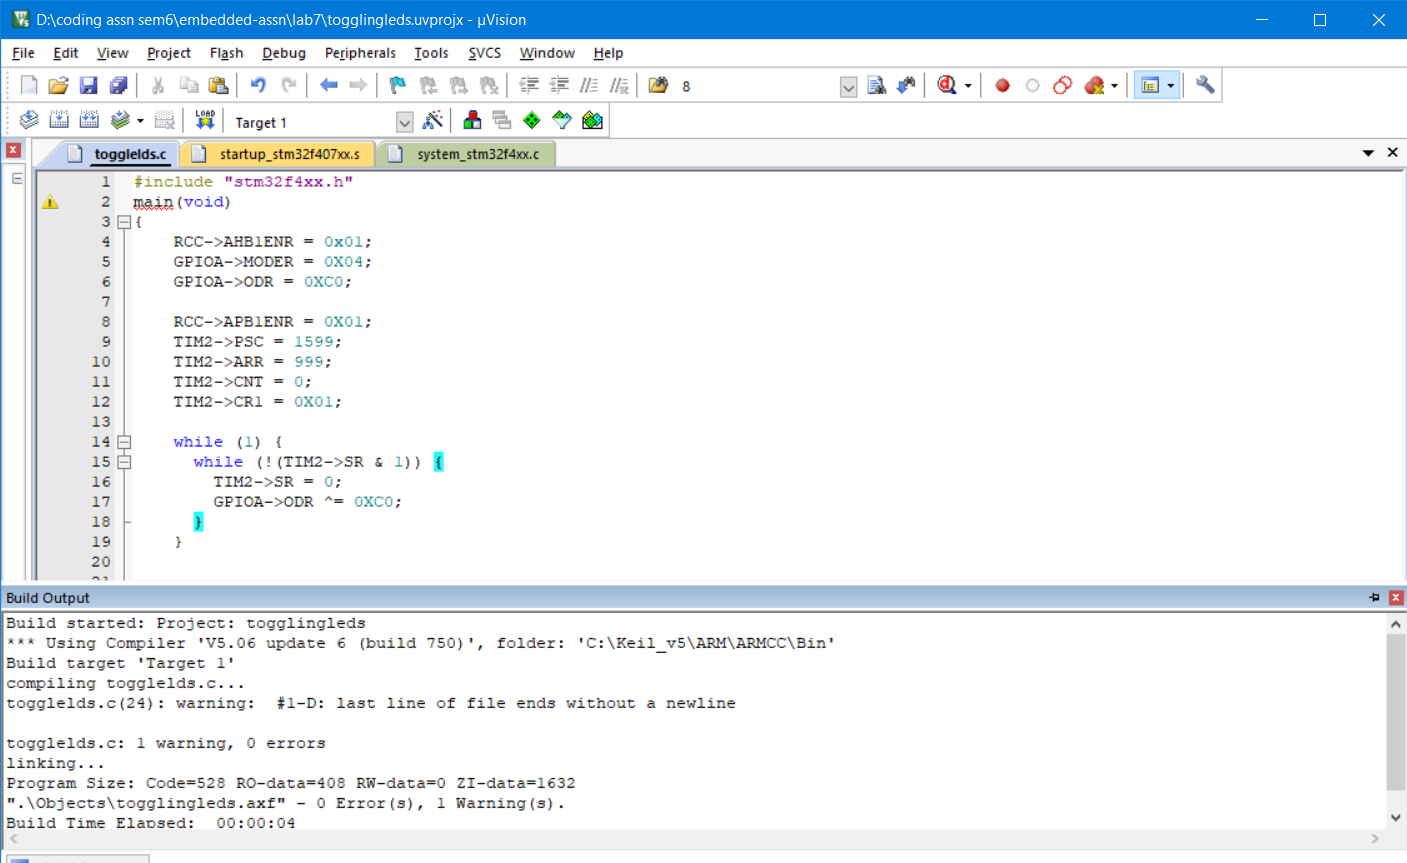 D:\coding assn sem6\embedded-assn\lab7\togglingleds.uvprojx - µVision
File Edit View Project Flash Debug Peripherals Tools SVCS Window Help
8
LOAD Target 1
togglelds.c startup_stm32f407xx.s system_stm32f4xx.c
1 #include "stm32f4xx.h"
2 main(void)
3 {
4 RCC->AHB1ENR = 0x01;
5 GPIOA->MODER = 0X04;
6 GPIOA->ODR = 0XC0;
7
8 RCC->APB1ENR = 0X01;
9 TIM2->PSC = 1599;
10 TIM2->ARR = 999;
11 TIM2->CNT = 0;
12 TIM2->CR1 = 0X01;
13
14 while (1) {
15 while (!(TIM2->SR & 1)) {
16 TIM2->SR = 0;
17 GPIOA->ODR ^= 0XC0;
18 }
19 }
20
21
Build Output
Build started: Project: togglingleds
*** Using Compiler 'V5.06 update 6 (build 750)', folder: 'C:\Keil_v5\ARM\ARMCC\Bin'
Build target 'Target 1'
compiling togglelds.c...
togglelds.c(24): warning:  #1-D: last line of file ends without a newline
togglelds.c: 1 warning, 0 errors
linking...
Program Size: Code=528 RO-data=408 RW-data=0 ZI-data=1632
".\Objects\togglingleds.axf" - 0 Error(s), 1 Warning(s).
Build Time Elapsed:  00:00:04